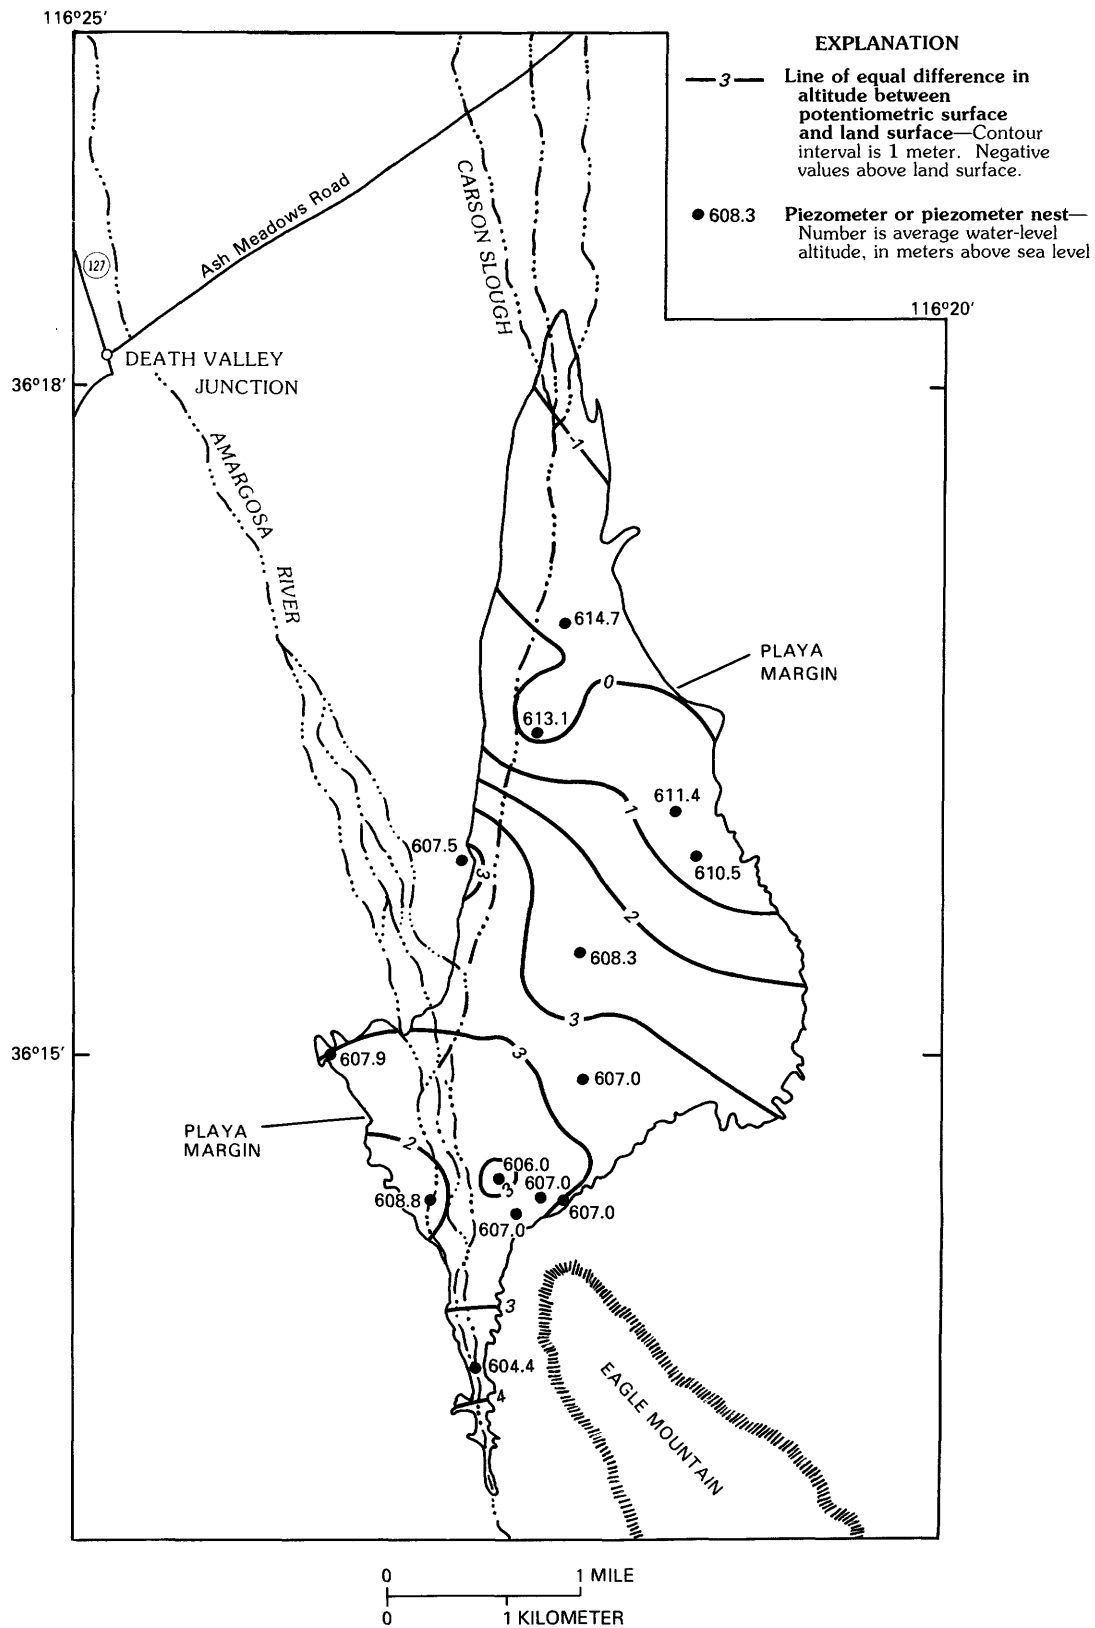 116°25′
EXPLANATION
3
Line of equal difference in
altitude between
potentiometric surface
and land surface—Contour
interval is 1 meter. Negative
values above land surface.
608.3
Piezometer or piezometer nest—
Number is average water-level
altitude, in meters above sea level
CARSON SLOUGH
Ash Meadows Road
127
116°20′
DEATH VALLEY
JUNCTION
36°18′
-1
AMARGOSA
RIVER
614.7
PLAYA
MARGIN
0
613.1
611.4
1
607.5
3
610.5
2
608.3
3
36°15′
607.9
3
607.0
PLAYA
MARGIN
2
606.0
3
607.0
608.8
607.0
607.0
3
604.4
4
EAGLE MOUNTAIN
0 1 MILE
0 1 KILOMETER